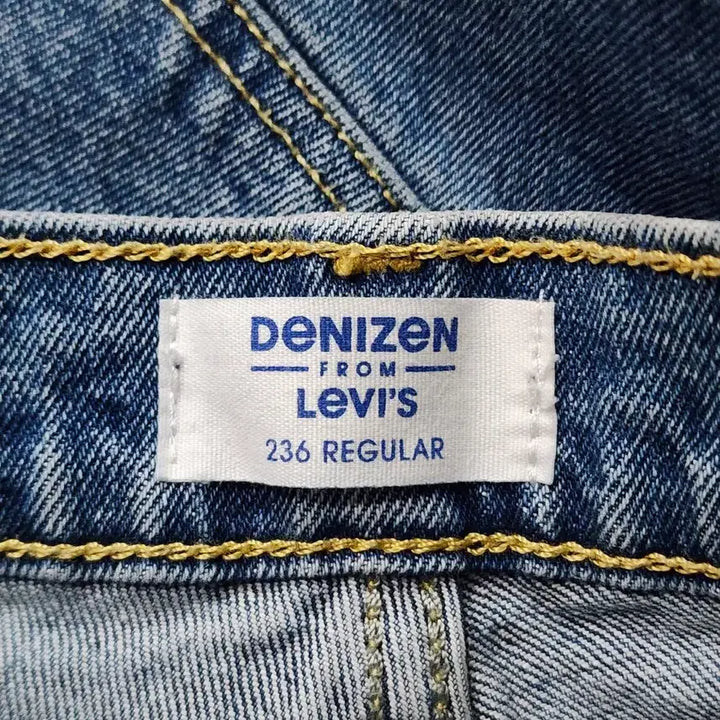 DeNIZeN
FROM
LeVI'S
236 REGULAR